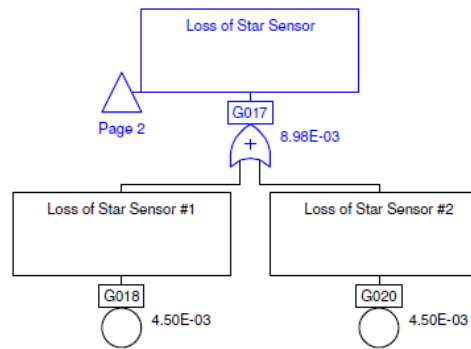 Loss of Star Sensor
Page 2
G017
+
8.98E-03
Loss of Star Sensor #1
Loss of Star Sensor #2
G018
4.50E-03
G020
4.50E-03